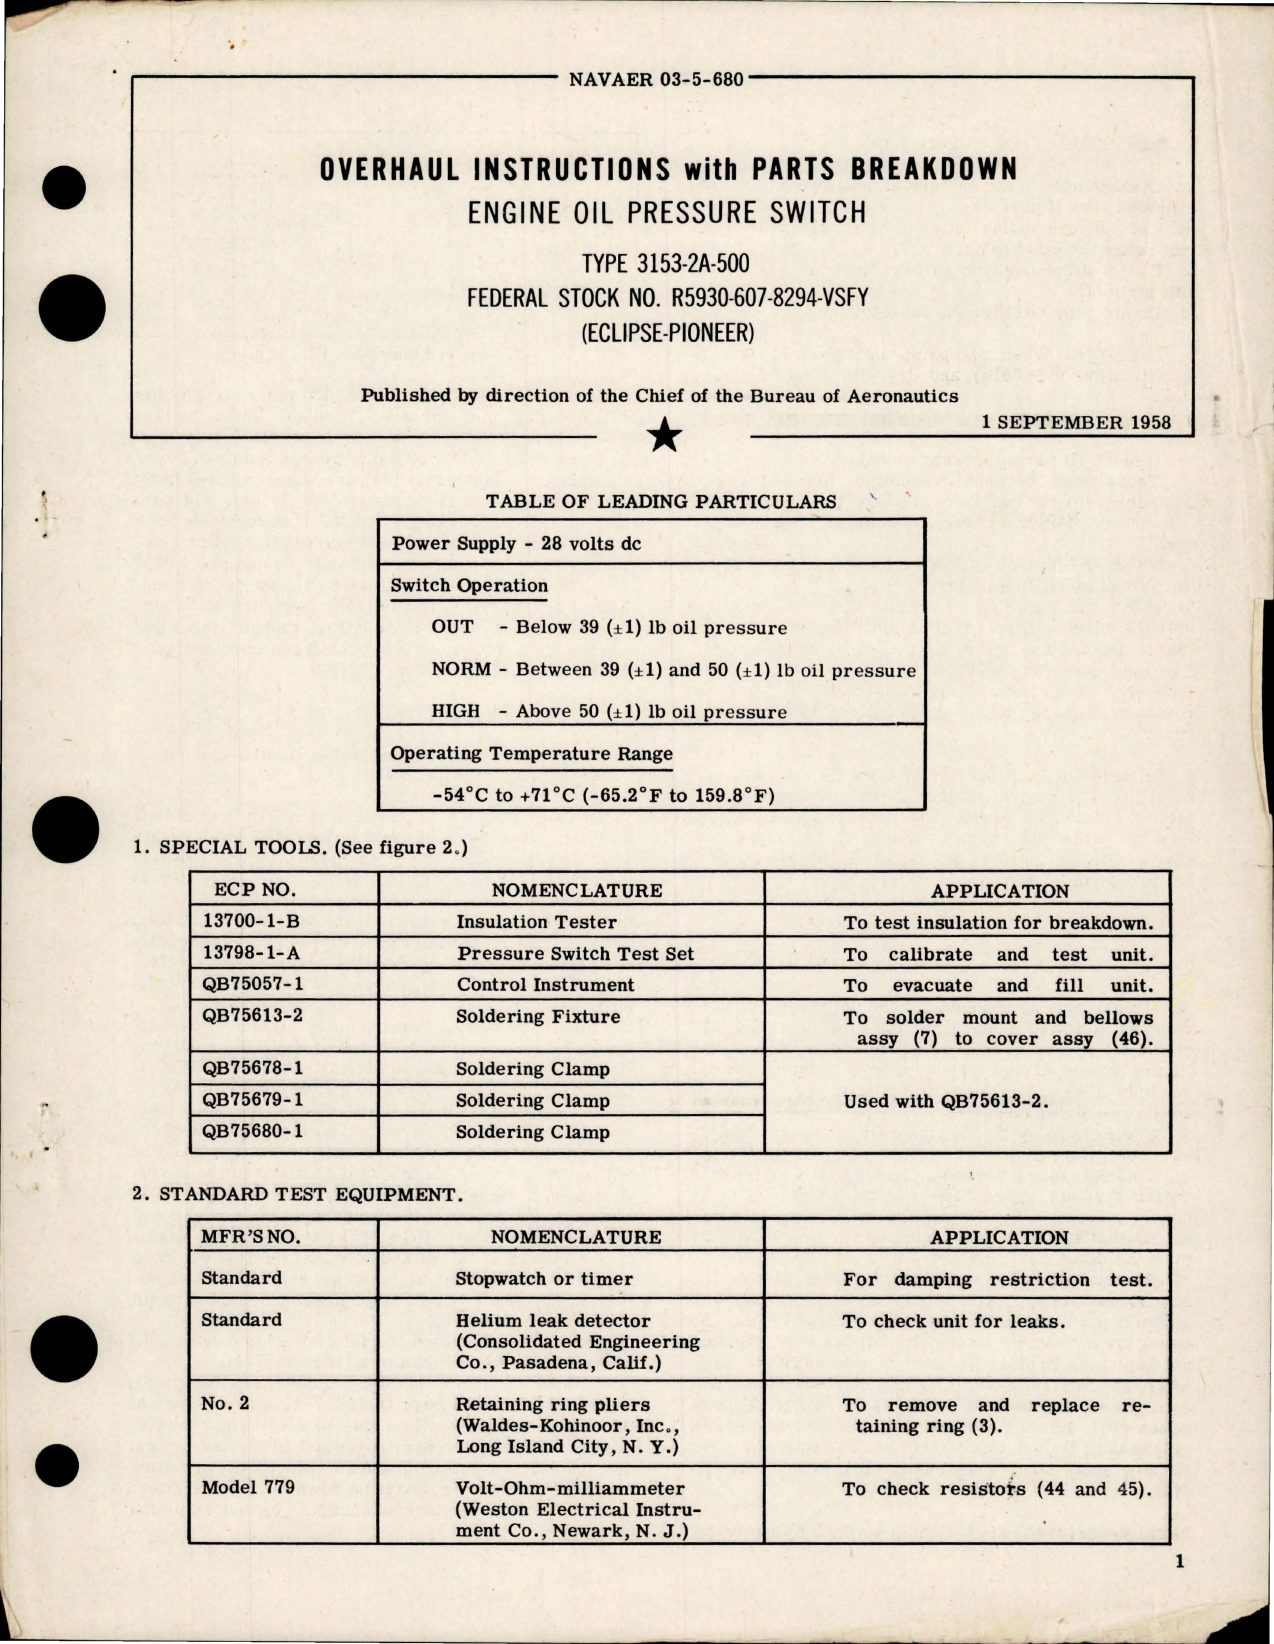 NAVAER 03-5-680
OVERHAUL INSTRUCTIONS with PARTS BREAKDOWN
ENGINE OIL PRESSURE SWITCH
TYPE 3153-2A-500
FEDERAL STOCK NO. R5930-607-8294-VSFY
(ECLIPSE-PIONEER)
Published by direction of the Chief of the Bureau of Aeronautics
1 SEPTEMBER 1958
TABLE OF LEADING PARTICULARS
Power Supply - 28 volts dc
Switch Operation
OUT - Below 39 (±1) lb oil pressure
NORM - Between 39 (±1) and 50 (±1) lb oil pressure
HIGH - Above 50 (±1) lb oil pressure
Operating Temperature Range
-54°C to +71°C (-65.2°F to 159.8°F)
1. SPECIAL TOOLS. (See figure 2.)
ECP NO. NOMENCLATURE APPLICATION
13700-1-B Insulation Tester To test insulation for breakdown.
13798-1-A Pressure Switch Test Set To calibrate and test unit.
QB75057-1 Control Instrument To evacuate and fill unit.
QB75613-2 Soldering Fixture To solder mount and bellows
assy (7) to cover assy (46).
QB75678-1 Soldering Clamp
QB75679-1 Soldering Clamp Used with QB75613-2.
QB75680-1 Soldering Clamp
2. STANDARD TEST EQUIPMENT.
MFR'S NO. NOMENCLATURE APPLICATION
Standard Stopwatch or timer For damping restriction test.
Standard Helium leak detector To check unit for leaks.
(Consolidated Engineering
Co., Pasadena, Calif.)
No. 2 Retaining ring pliers To remove and replace re-
(Waldes-Kohinoor, Inc., taining ring (3).
Long Island City, N. Y.)
Model 779 Volt-Ohm-milliammeter To check resistors (44 and 45).
(Weston Electrical Instru-
ment Co., Newark, N. J.)
1